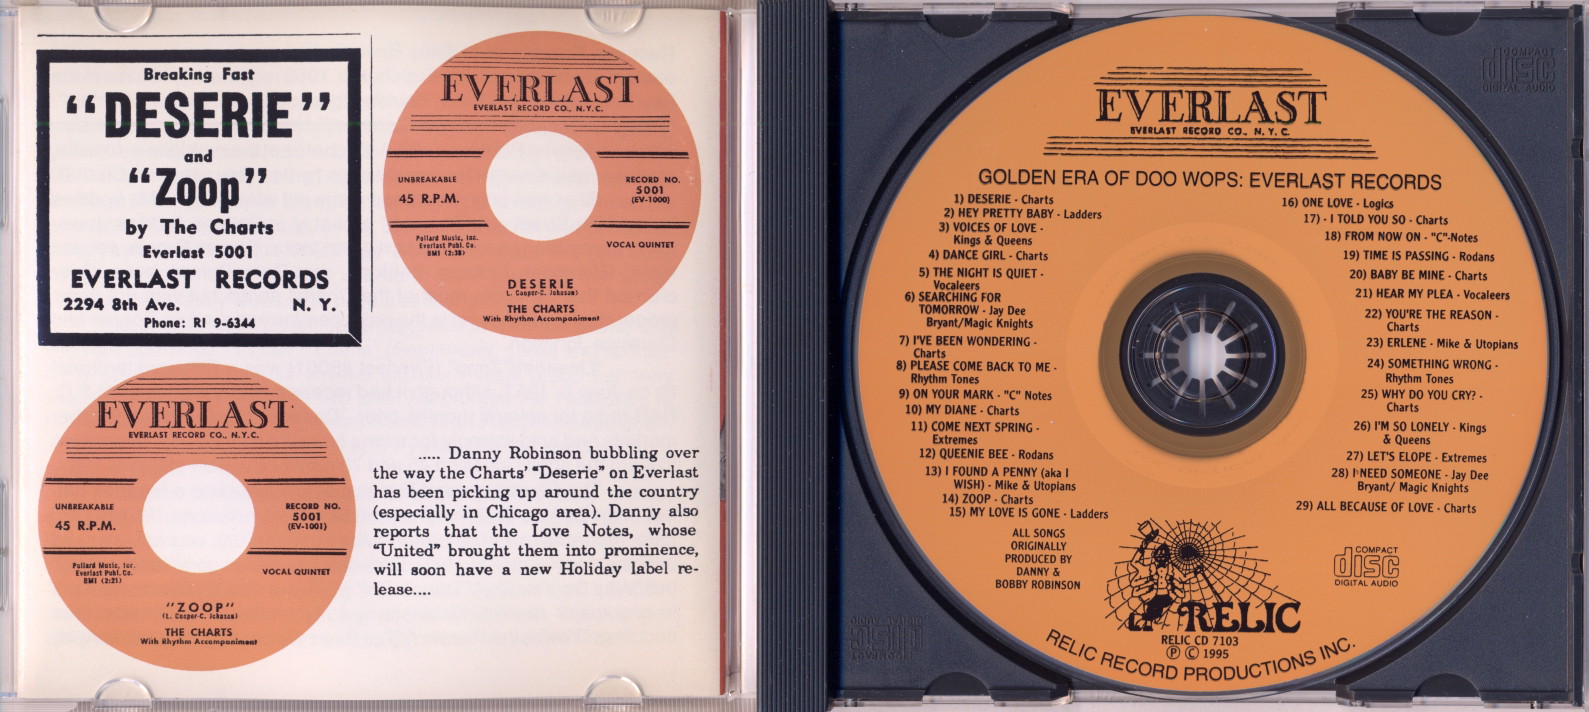 Breaking Fast
“DESERIE”
and
“Zoop”
by The Charts
Everlast 5001
EVERLAST RECORDS
2294 8th Ave. N. Y.
Phone: RI 9-6344
EVERLAST
EVERLAST RECORD CO., N.Y.C.
UNBREAKABLE
45 R.P.M.
RECORD NO.
5001
(EV-1000)
Pollard Music, Inc.
Everlast Publ. Co.
BMI (2:38)
VOCAL QUINTET
DESERIE
L. Cooper-C. Johnson)
THE CHARTS
With Rhythm Accompaniment
EVERLAST
EVERLAST RECORD CO., N.Y.C.
UNBREAKABLE
45 R.P.M.
RECORD NO.
5001
(EV-1001)
Pollard Music, Inc.
Everlast Publ. Co.
BMI (2:21)
VOCAL QUINTET
"ZOOP"
(L. Cooper-C. Johnson)
THE CHARTS
With Rhythm Accompaniment
..... Danny Robinson bubbling over
the way the Charts' “Deserie” on Everlast
has been picking up around the country
(especially in Chicago area). Danny also
reports that the Love Notes, whose
“United” brought them into prominence,
will soon have a new Holiday label re-
lease....
EVERLAST
EVERLAST RECORD CO., N.Y.C.
GOLDEN ERA OF DOO WOPS: EVERLAST RECORDS
1) DESERIE - Charts
2) HEY PRETTY BABY - Ladders
3) VOICES OF LOVE -
Kings & Queens
4) DANCE GIRL - Charts
5) THE NIGHT IS QUIET -
Vocaleers
6) SEARCHING FOR
TOMORROW - Jay Dee
Bryant/Magic Knights
7) I'VE BEEN WONDERING -
Charts
8) PLEASE COME BACK TO ME -
Rhythm Tones
9) ON YOUR MARK - "C" Notes
10) MY DIANE - Charts
11) COME NEXT SPRING -
Extremes
12) QUEENIE BEE - Rodans
13) I FOUND A PENNY (aka I
WISH) - Mike & Utopians
14) ZOOP - Charts
15) MY LOVE IS GONE - Ladders
16) ONE LOVE - Logics
17) - I TOLD YOU SO - Charts
18) FROM NOW ON - "C"-Notes
19) TIME IS PASSING - Rodans
20) BABY BE MINE - Charts
21) HEAR MY PLEA - Vocaleers
22) YOU'RE THE REASON -
Charts
23) ERLENE - Mike & Utopians
24) SOMETHING WRONG -
Rhythm Tones
25) WHY DO YOU CRY? -
Charts
26) I'M SO LONELY - Kings
& Queens
27) LET'S ELOPE - Extremes
28) I NEED SOMEONE - Jay Dee
Bryant/ Magic Knights
29) ALL BECAUSE OF LOVE - Charts
ALL SONGS
ORIGINALLY
PRODUCED BY
DANNY &
BOBBY ROBINSON
RELIC
RELIC CD 7103
Ⓟ © 1995
COMPACT
disc
DIGITAL AUDIO
RELIC RECORD PRODUCTIONS INC.
COMPACT
disc
DIGITAL AUDIO